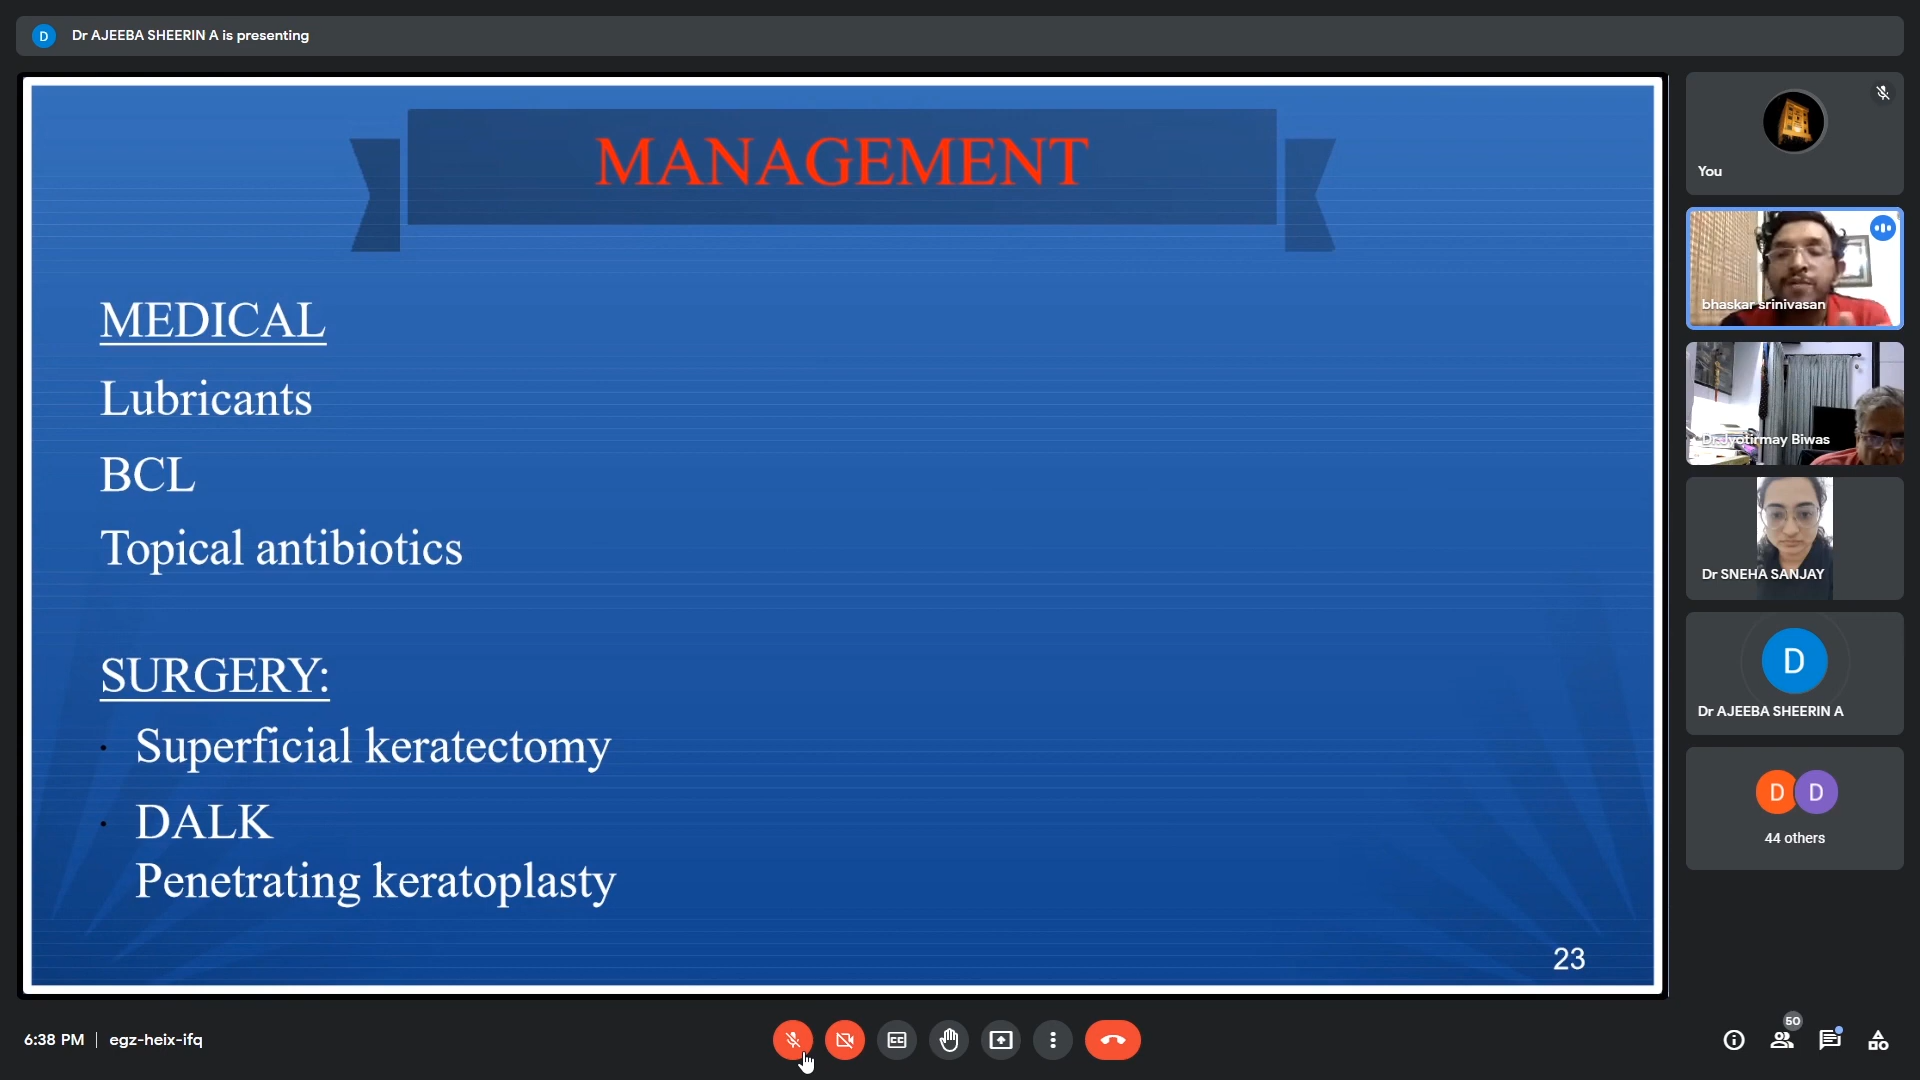 D
Dr AJEEBA SHEERIN A is presenting
MANAGEMENT
MEDICAL
Lubricants
BCL
Topical antibiotics
SURGERY:
· Superficial keratectomy
· DALK
Penetrating keratoplasty
23
You
bhaskar srinivasan
Dr Jyotirmay Biwas
Dr SNEHA SANJAY
D
Dr AJEEBA SHEERIN A
D D
44 others
6:38 PM | egz-heix-ifq
CC
50